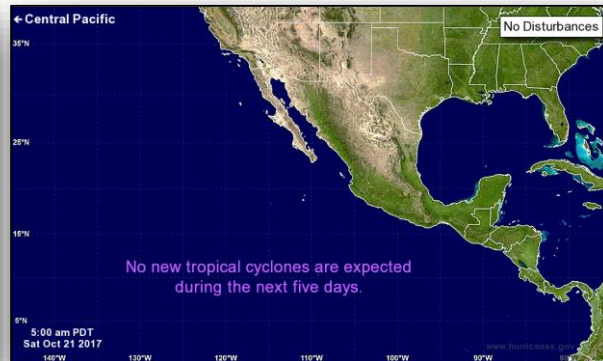 ←Central Pacific
No Disturbances
35°N
25°N
15°N
5°N
No new tropical cyclones are expected
during the next five days.
5:00 am PDT
Sat Oct 21 2017
www.hurricanes.gov
140°W
130°W
120°W
110°W
100°W
90°W
80°W